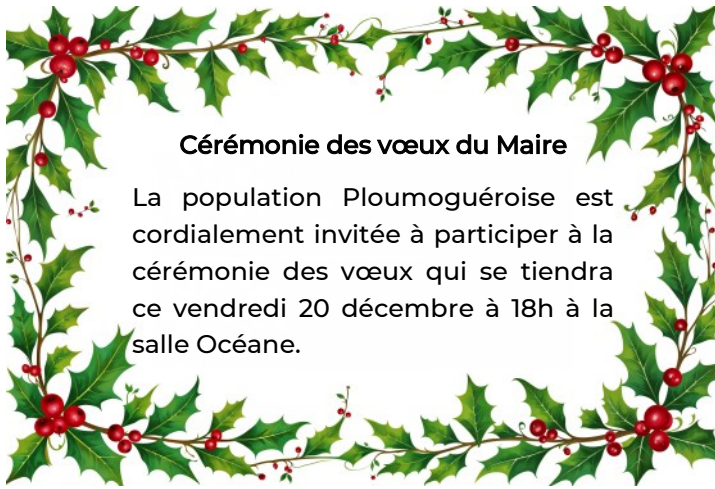 Cérémonie des vœux du Maire
La population Ploumoguéroise est
cordialement invitée à participer à la
cérémonie des vœux qui se tiendra
ce vendredi 20 décembre à 18h à la
salle Océane.